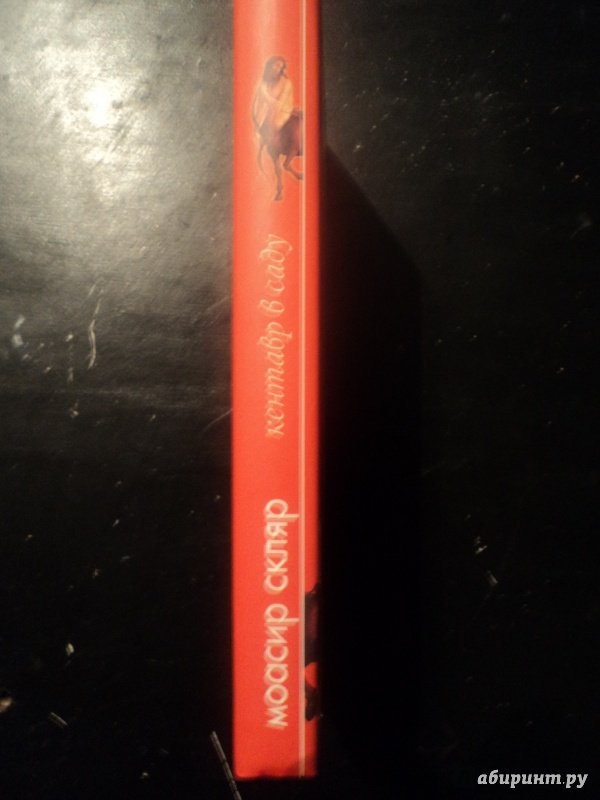 моасир скляр
кентавр в саду
абиринт.ру